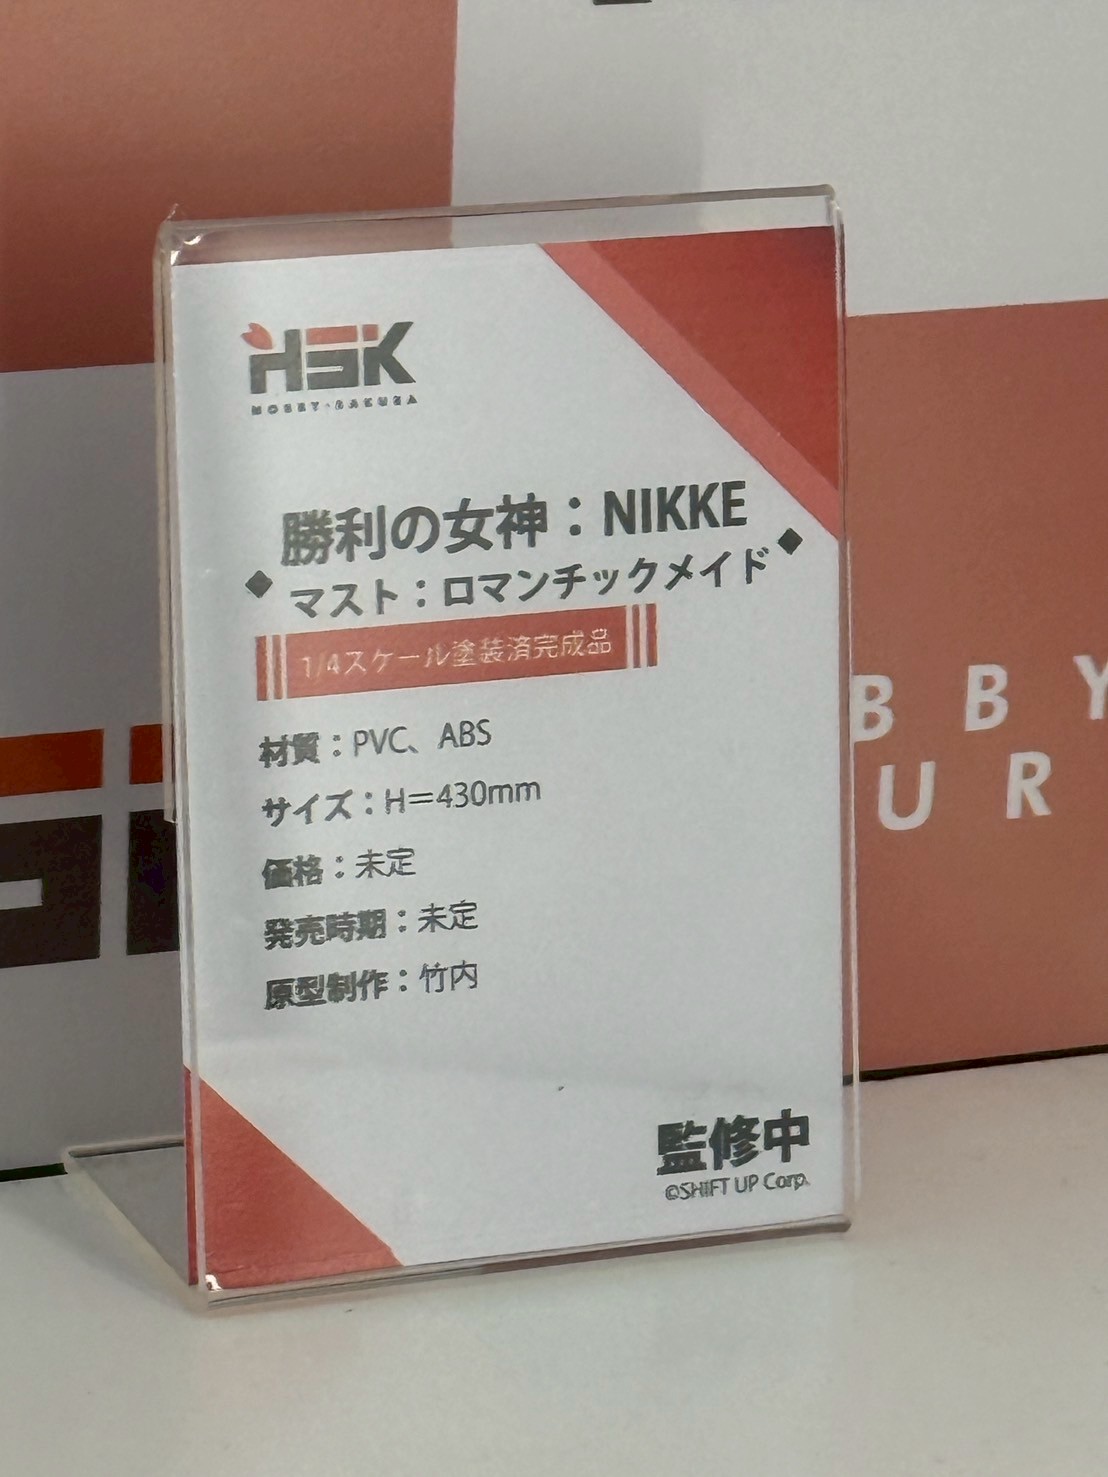 HSK
HOBBY SAKURA
勝利の女神：NIKKE
◆マスト：ロマンチックメイド◆
1/4スケール塗装済完成品
材質：PVC、ABS
サイズ：H＝430mm
価格：未定
発売時期：未定
原型制作：竹内
監修中
©SHIFT UP Corp.
BBY
UR